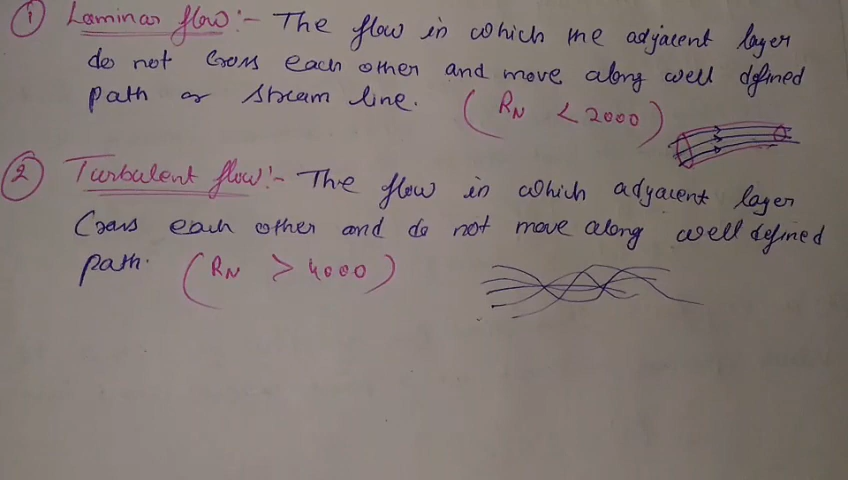 ① Laminar flow:- The flow in which the adjacent layer
do not Cross each other and move along well defined
path or stream line. (RN < 2000)
② Turbulent flow:- The flow in which adjacent layer
Cross each other and do not move along well defined
path. (RN > 4000)